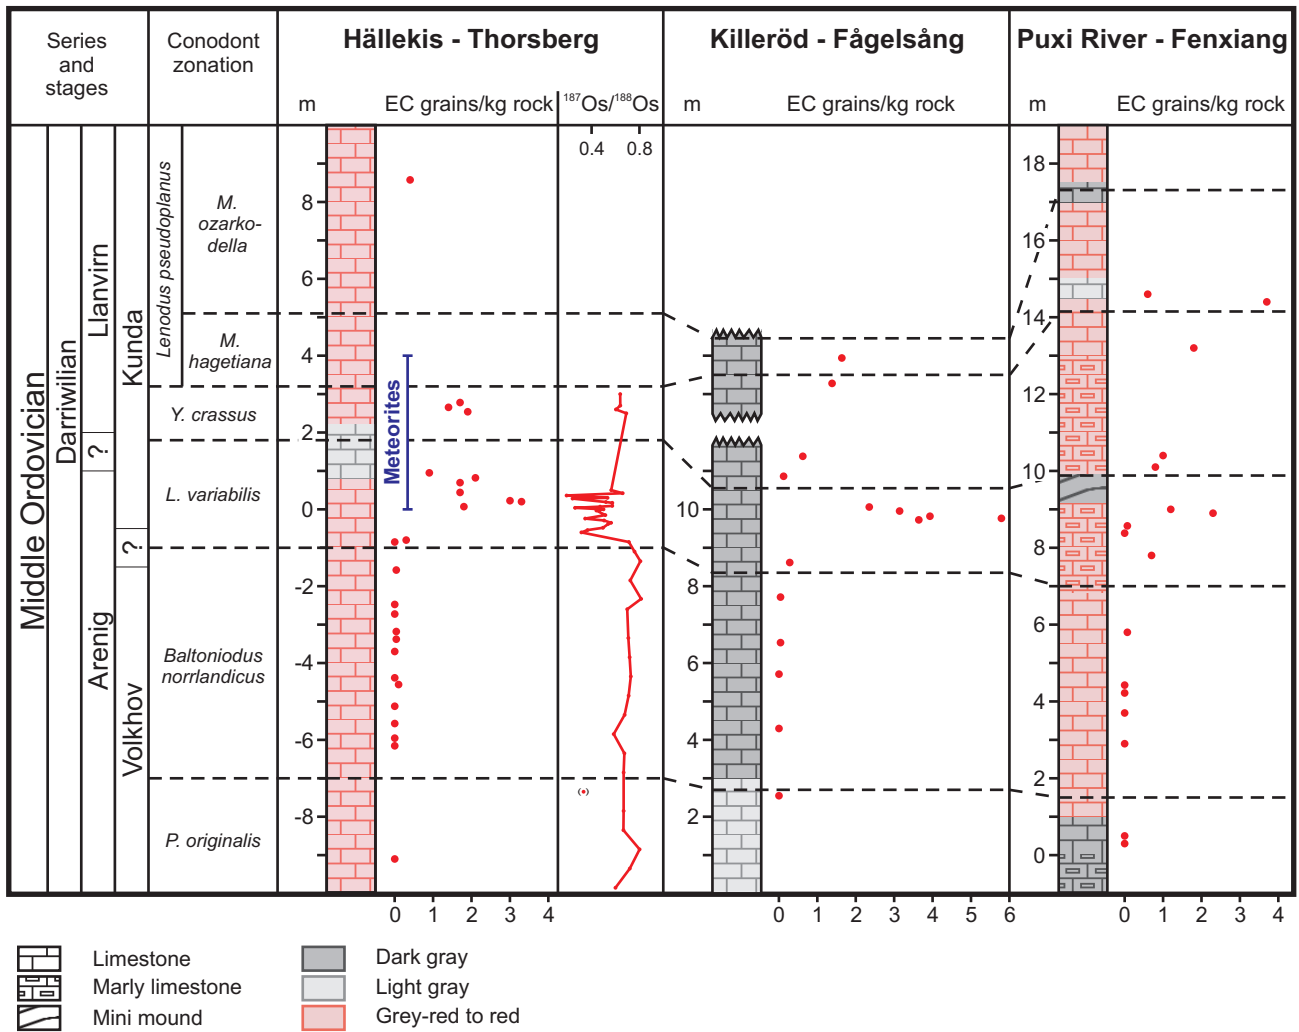 Series
and
stages
Conodont
zonation
Hällekis - Thorsberg
Killeröd - Fågelsång
Puxi River - Fenxiang
m
EC grains/kg rock
187Os/188Os
m
EC grains/kg rock
m
EC grains/kg rock
0.4 0.8
Middle Ordovician
Darriwilian
Llanvirn
?
Arenig
Kunda
?
Volkhov
Lenodus pseudoplanus
M.
ozarko-
della
M.
hagetiana
Y. crassus
L. variabilis
Baltoniodus
norrlandicus
P. originalis
8
6
4
2
0
-2
-4
-6
-8
Meteorites
( )
10
8
6
4
2
18
16
14
12
10
8
6
4
2
0
0 1 2 3 4
0 1 2 3 4 5 6
0 1 2 3 4
Limestone
Marly limestone
Mini mound
Dark gray
Light gray
Grey-red to red